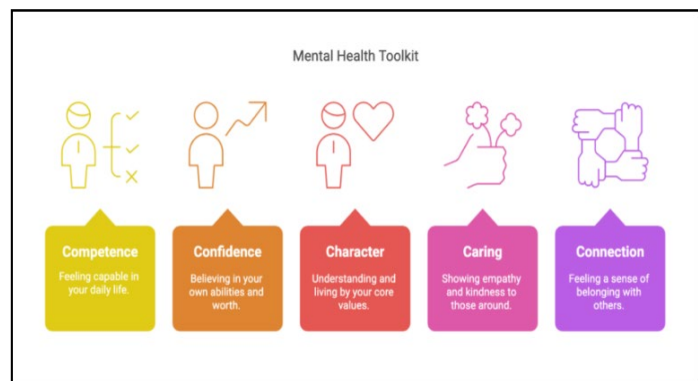 Mental Health Toolkit
Competence
Feeling capable in
your daily life.
Confidence
Believing in your
own abilities and
worth.
Character
Understanding and
living by your core
values.
Caring
Showing empathy
and kindness to
those around.
Connection
Feeling a sense of
belonging with
others.